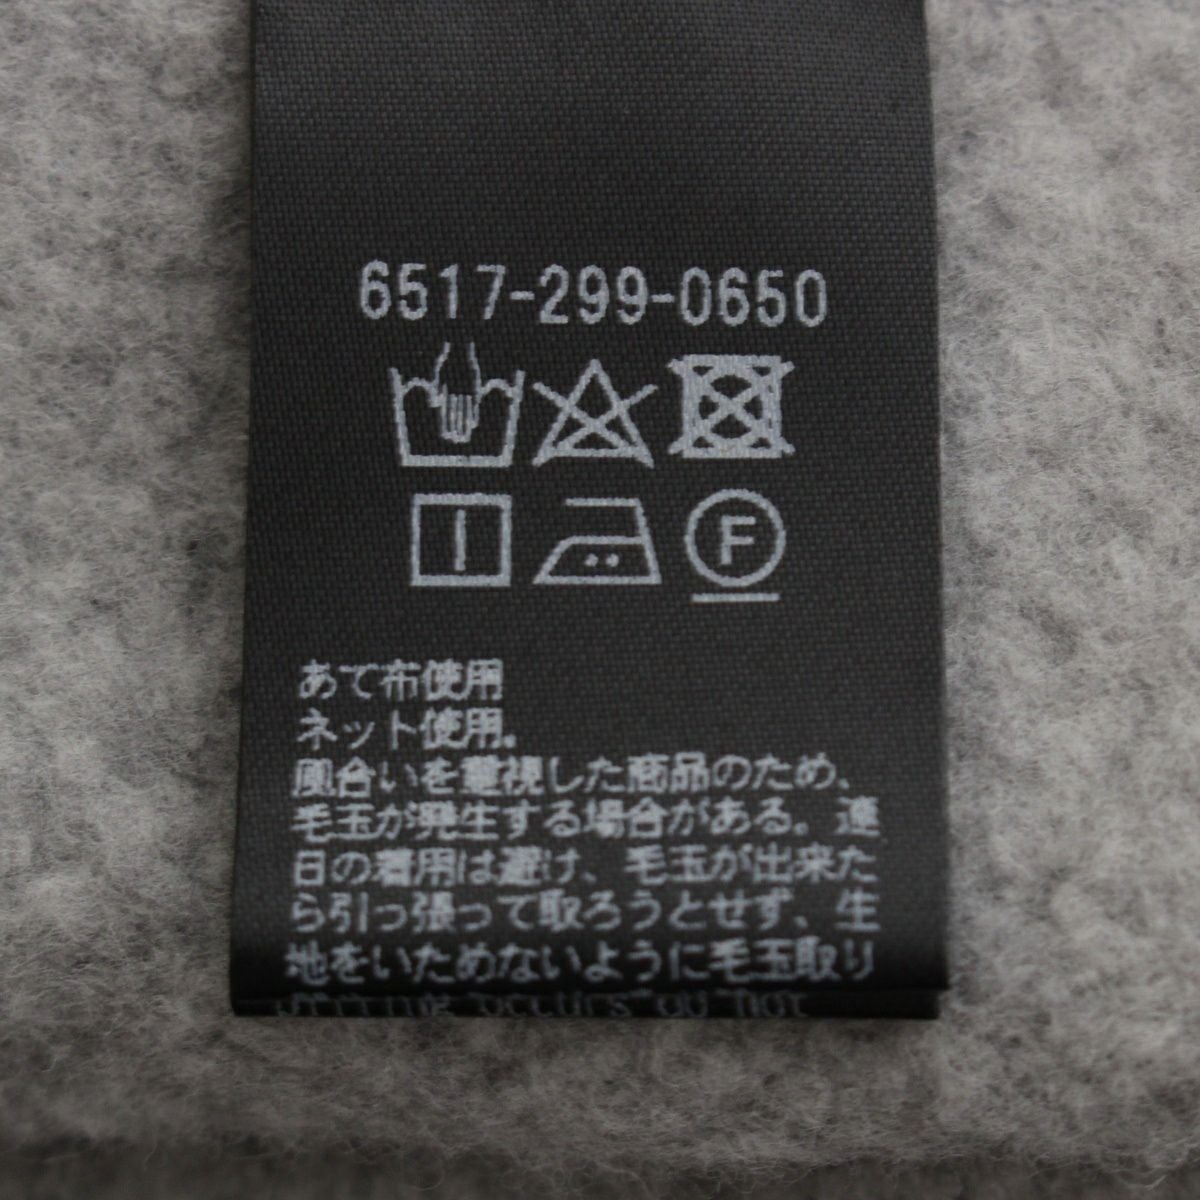 6517-299-0650
F
あて布使用
ネット使用。
風合いを重視した商品のため、
毛玉が発生する場合がある。連
日の着用は避け、毛玉が出来た
ら引っ張って取ろうとせず、生
地をいためないように毛玉取り
occurs do not